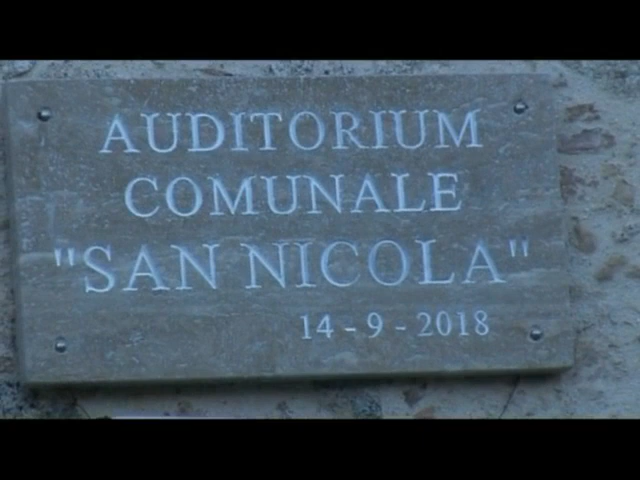 AUDITORIUM
COMUNALE
"SAN NICOLA"
14 - 9 - 2018